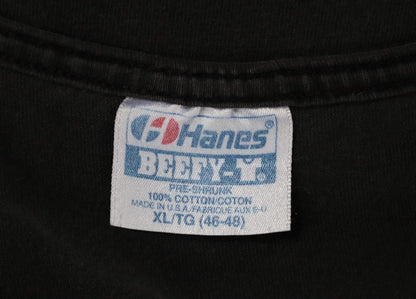 Hanes®
BEEFY-T®
PRE-SHRUNK
100% COTTON/COTON
MADE IN U.S.A./FABRIQUE AUX É-U
XL/TG (46-48)